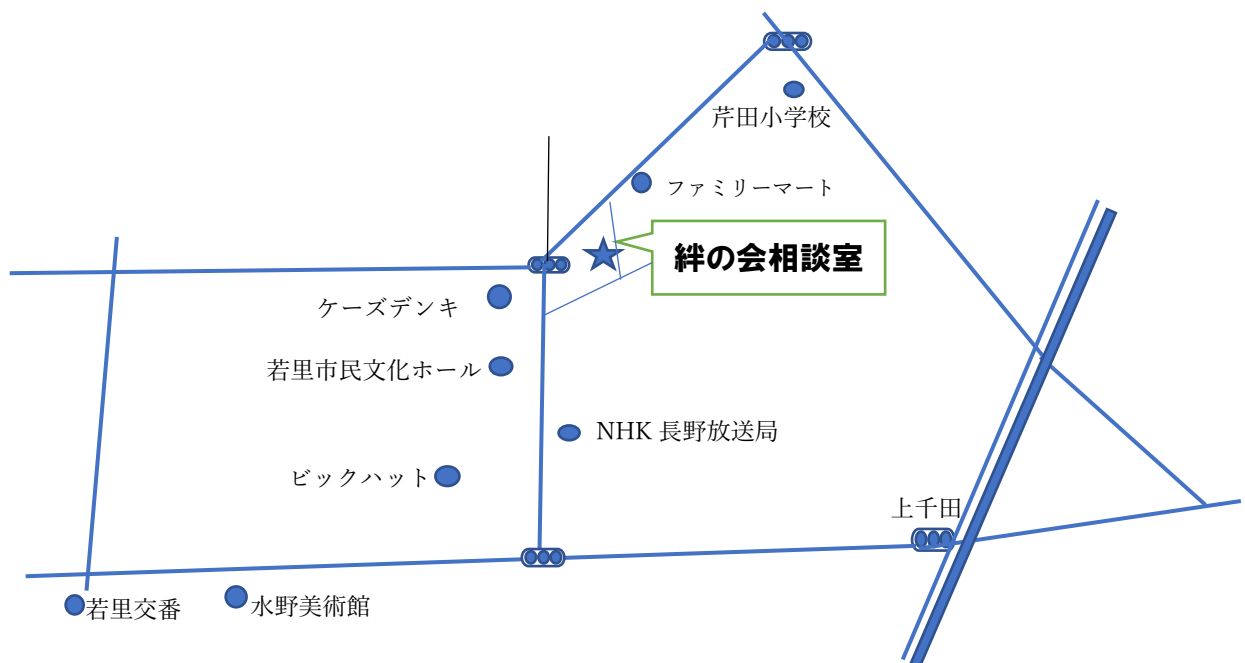 芹田小学校
ファミリーマート
絆の会相談室
ケーズデンキ
若里市民文化ホール
NHK 長野放送局
ビックハット
上千田
若里交番
水野美術館